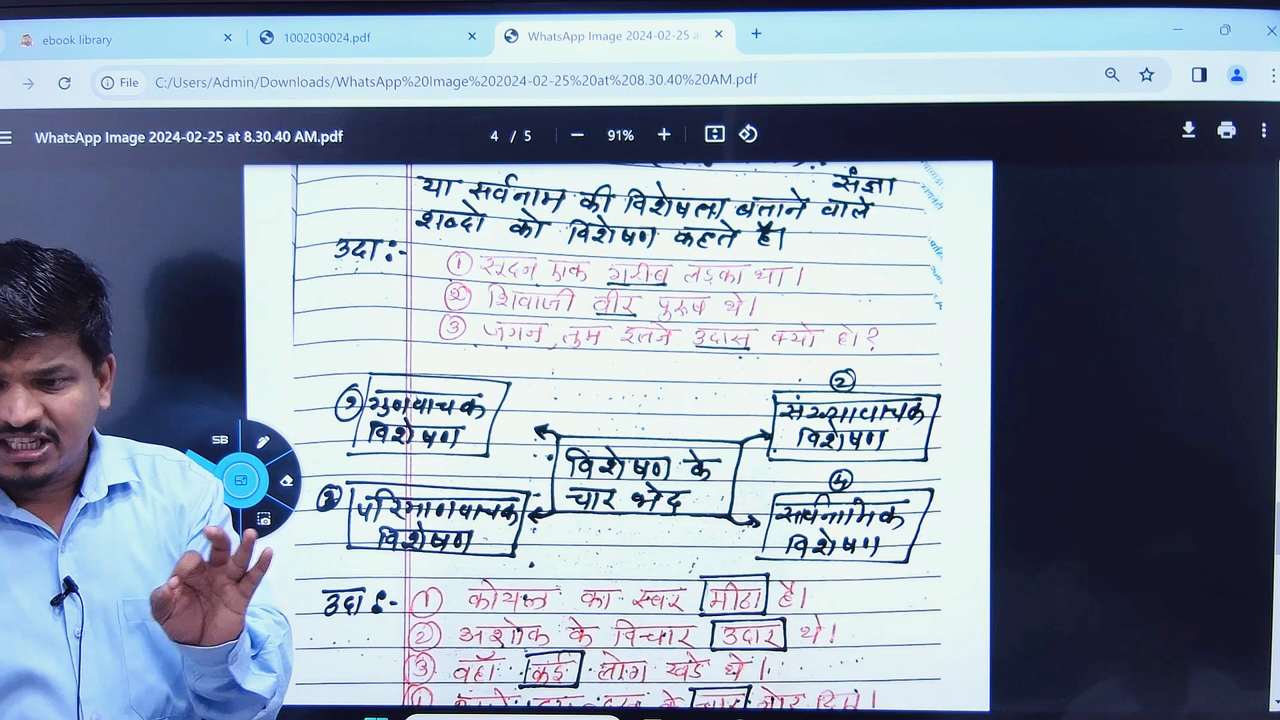 ebook library
1002030024.pdf
WhatsApp Image 2024-02-25 a
File
C:/Users/Admin/Downloads/WhatsApp%20Image%202024-02-25%20at%208.30.40%20AM.pdf
WhatsApp Image 2024-02-25 at 8.30.40 AM.pdf
4 / 5
91%
संज्ञा
या सर्वनाम की विशेषता बताने वाले
शब्दो को विशेषण कहते है।
उदा :-
① सूदन एक गरीब लड़का था।
② शिवाजी वीर पुरुष थे।
③ जगन, तुम इतने उदास क्यों हो?
① गुणवाचक
विशेषण
②
संख्यावाचक
विशेषण
विशेषण के
चार भेद
③ परिमाणवाचक
विशेषण
④
सार्वनामिक
विशेषण
SB
उदा :-
① कोयल का स्वर मीठा है।
② अशोक के विचार उदार थे।
③ वहाँ कई लोग खडे थे।
चार